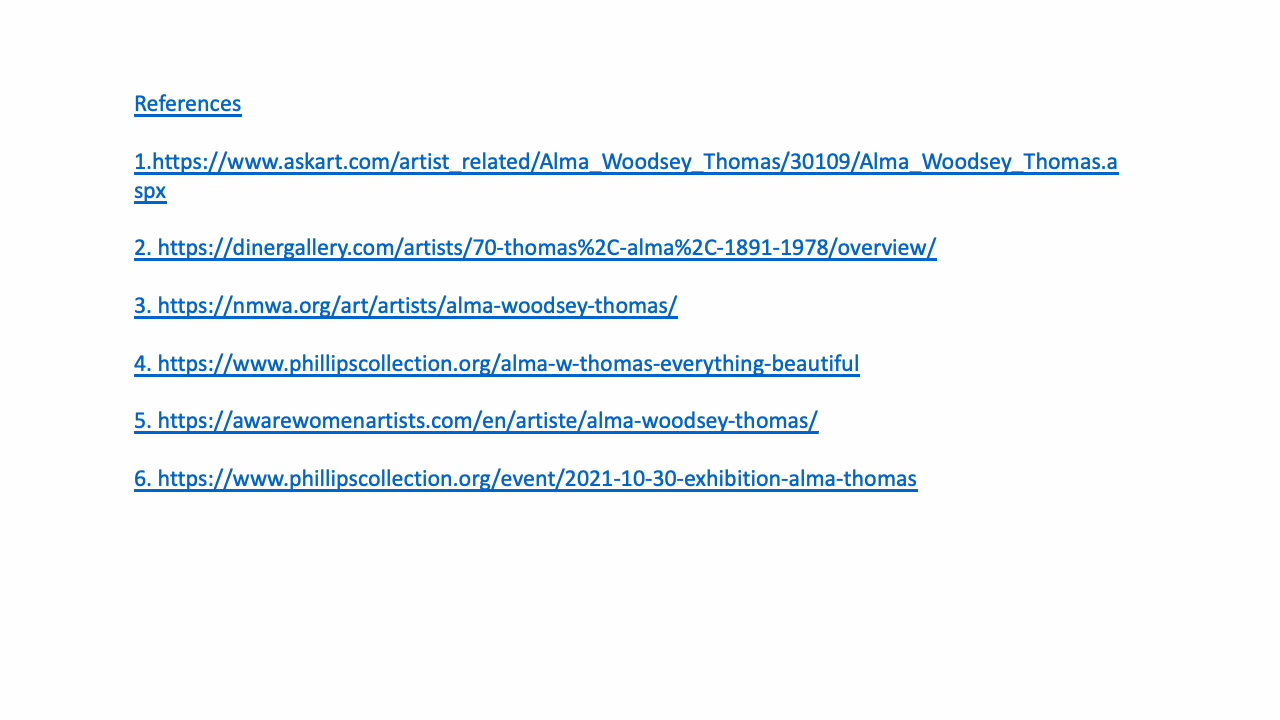 References
1.https://www.askart.com/artist_related/Alma_Woodsey_Thomas/30109/Alma_Woodsey_Thomas.a
spx
2. https://dinergallery.com/artists/70-thomas%2C-alma%2C-1891-1978/overview/
3. https://nmwa.org/art/artists/alma-woodsey-thomas/
4. https://www.phillipscollection.org/alma-w-thomas-everything-beautiful
5. https://awarewomenartists.com/en/artiste/alma-woodsey-thomas/
6. https://www.phillipscollection.org/event/2021-10-30-exhibition-alma-thomas